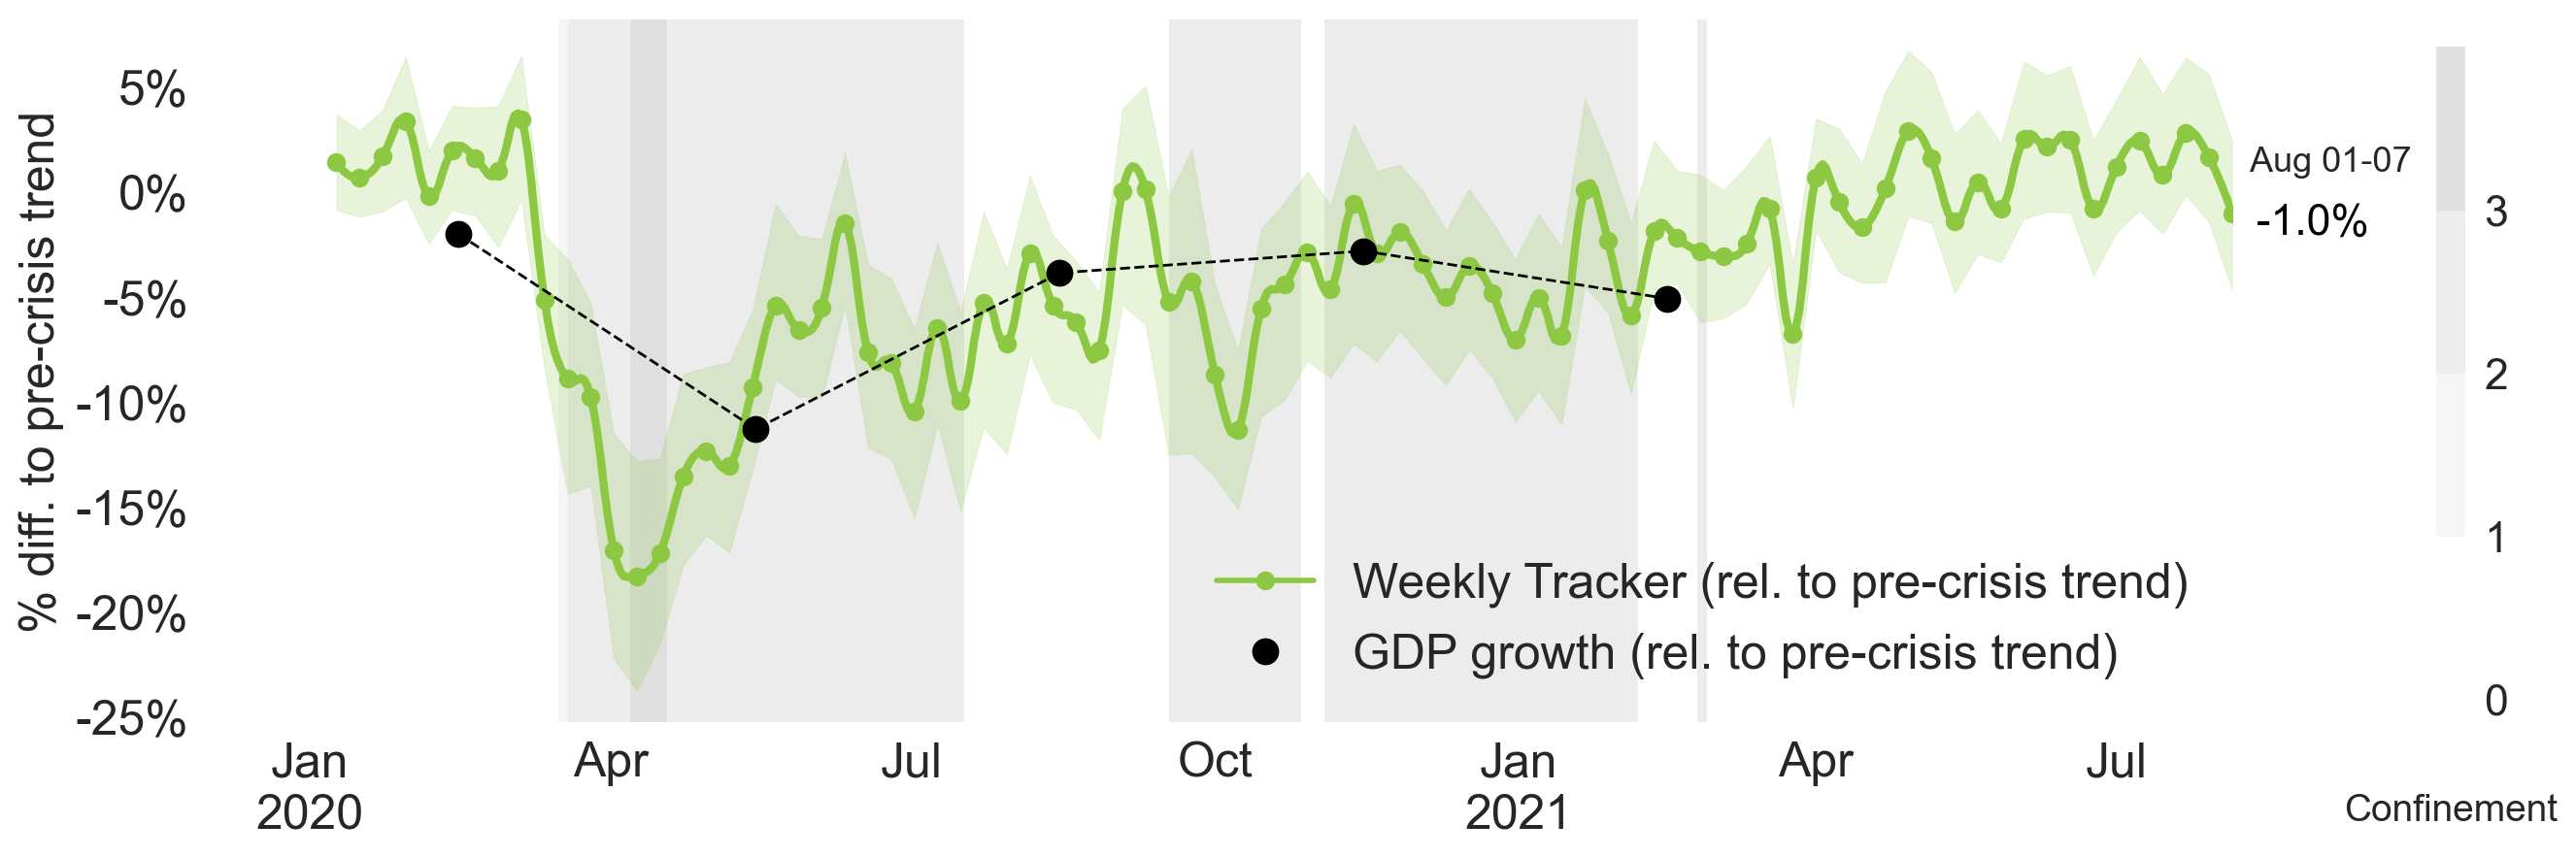 % diff. to pre-crisis trend
5%
0%
-5%
-10%
-15%
-20%
-25%
Jan
2020
Apr
Jul
Oct
Jan
2021
Apr
Jul
Aug 01-07
-1.0%
Weekly Tracker (rel. to pre-crisis trend)
GDP growth (rel. to pre-crisis trend)
3
2
1
0
Confinement